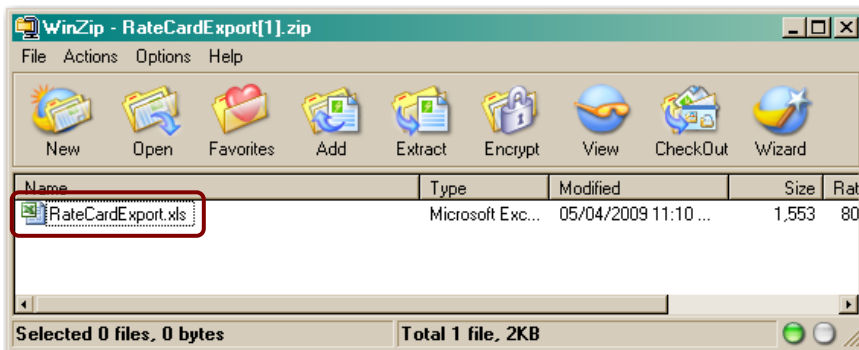 WinZip - RateCardExport[1].zip
File Actions Options Help
New Open Favorites Add Extract Encrypt View CheckOut Wizard
Name Type Modified Size Rat
RateCardExport.xls Microsoft Exc... 05/04/2009 11:10 ... 1,553 80
Selected 0 files, 0 bytes Total 1 file, 2KB